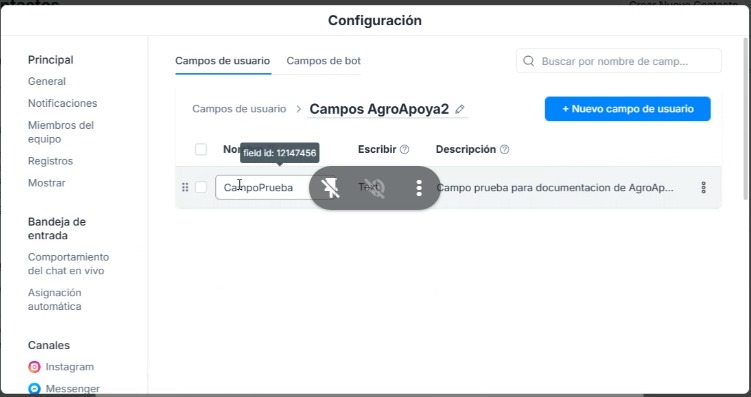 Configuración
Principal
General
Notificaciones
Miembros del
equipo
Registros
Mostrar
Bandeja de
entrada
Comportamiento
del chat en vivo
Asignación
automática
Canales
Instagram
Messenger
Campos de usuario
Campos de bot
Buscar por nombre de camp...
Campos de usuario > Campos AgroApoya2
+ Nuevo campo de usuario
Escribir
Descripción
field id: 12147456
CampoPrueba
Text
Campo prueba para documentacion de AgroAp...